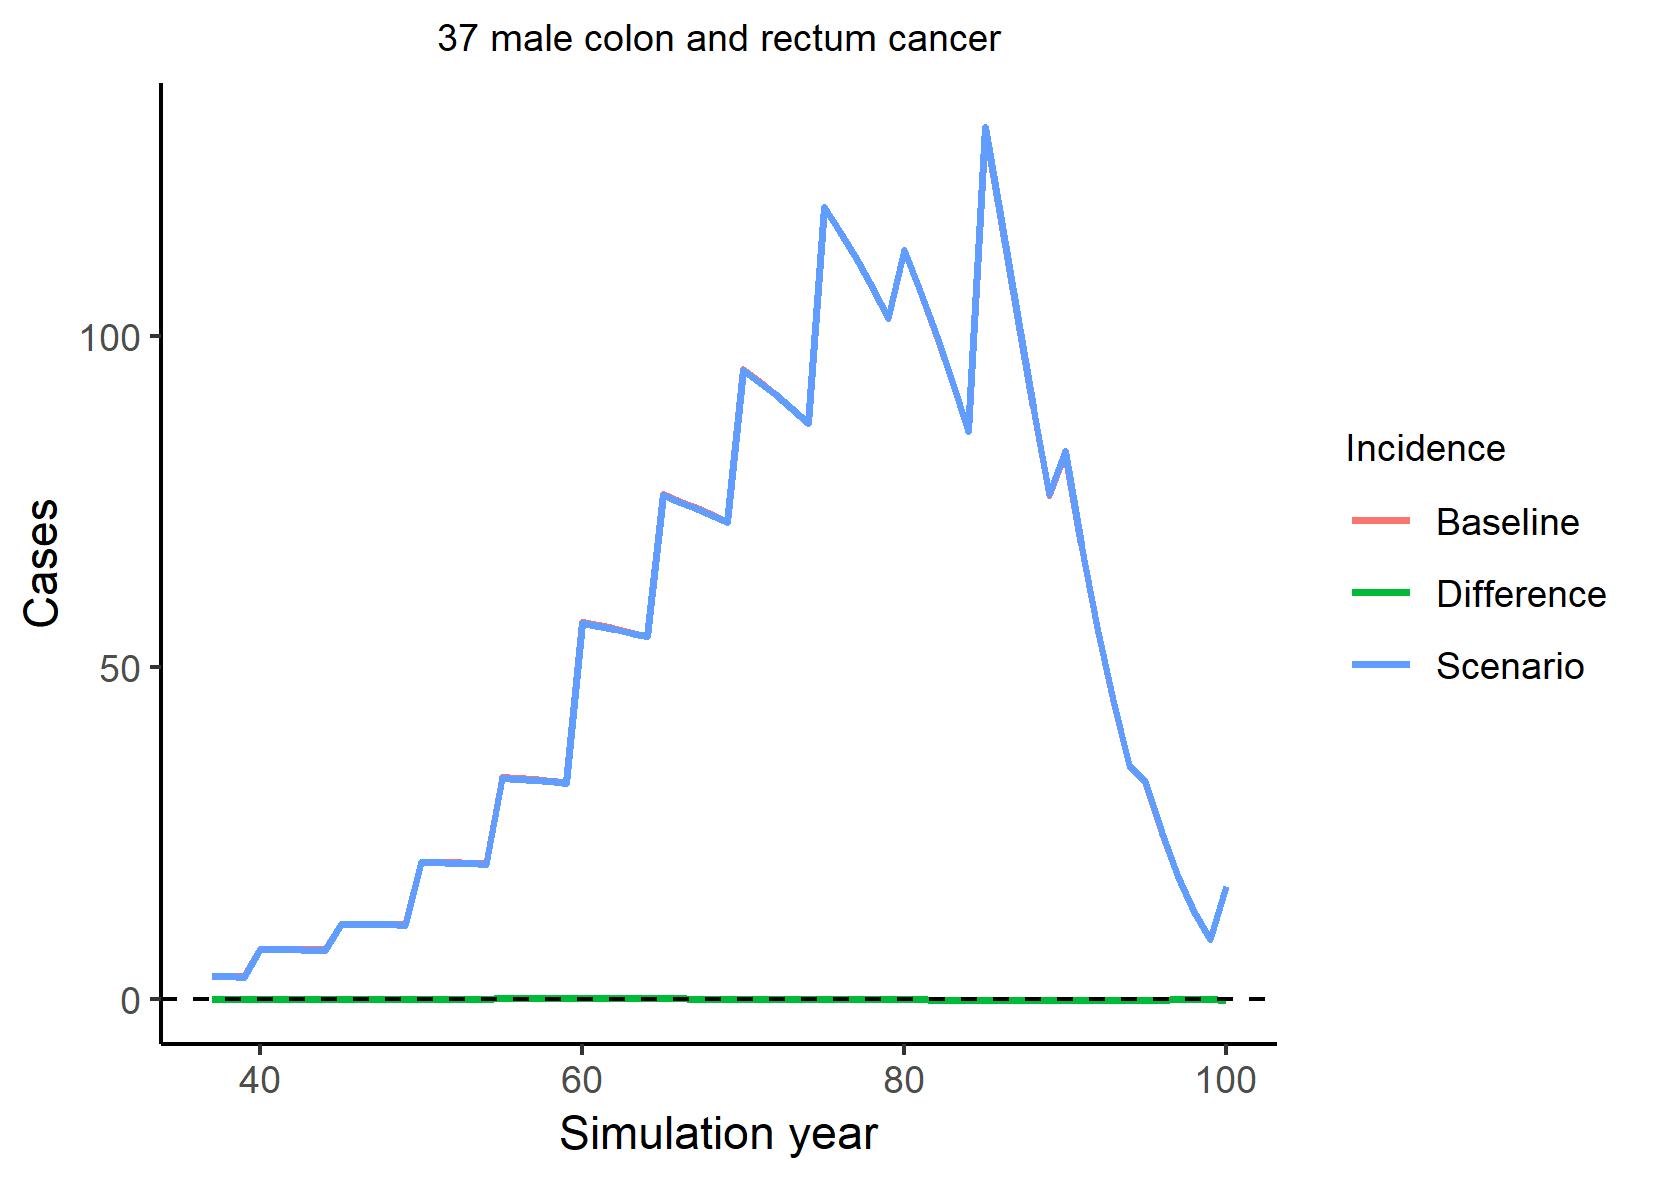 37 male colon and rectum cancer
Cases
100
50
0
40
60
80
100
Simulation year
Incidence
Baseline
Difference
Scenario